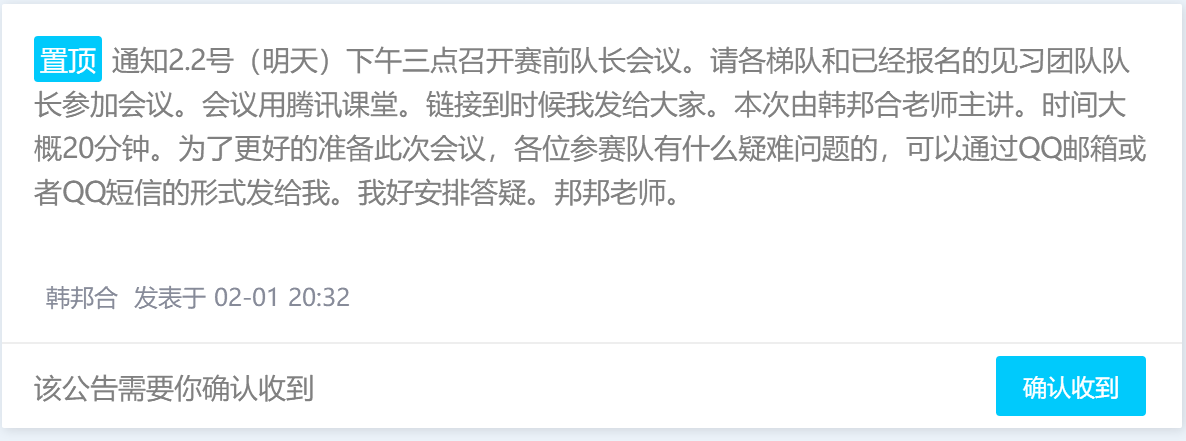 置顶 通知2.2号（明天）下午三点召开赛前队长会议。请各梯队和已经报名的见习团队队
长参加会议。会议用腾讯课堂。链接到时候我发给大家。本次由韩邦合老师主讲。时间大
概20分钟。为了更好的准备此次会议，各位参赛队有什么疑难问题的，可以通过QQ邮箱或
者QQ短信的形式发给我。我好安排答疑。邦邦老师。
韩邦合 发表于 02-01 20:32
该公告需要你确认收到 确认收到